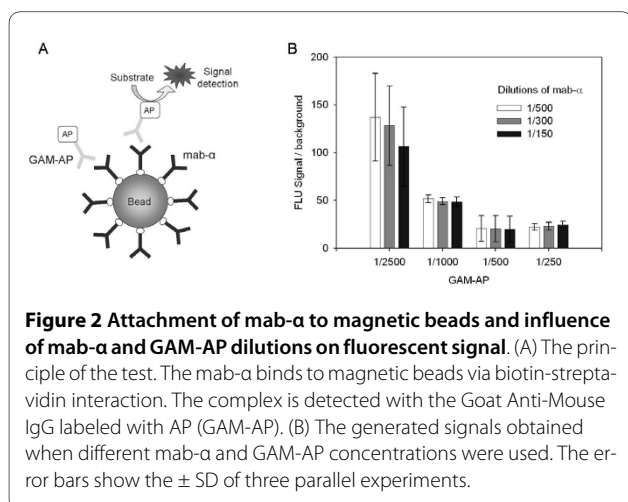 A
Substrate
Signal
detection
AP
AP
GAM-AP
mab-α
Bead
B
FLU Signal / background
200
150
100
50
0
Dilutions of mab-α
1/500
1/300
1/150
1/2500 1/1000 1/500 1/250
GAM-AP
Figure 2 Attachment of mab-α to magnetic beads and influence
of mab-α and GAM-AP dilutions on fluorescent signal. (A) The prin-
ciple of the test. The mab-α binds to magnetic beads via biotin-strepta-
vidin interaction. The complex is detected with the Goat Anti-Mouse
IgG labeled with AP (GAM-AP). (B) The generated signals obtained
when different mab-α and GAM-AP concentrations were used. The er-
ror bars show the ± SD of three parallel experiments.